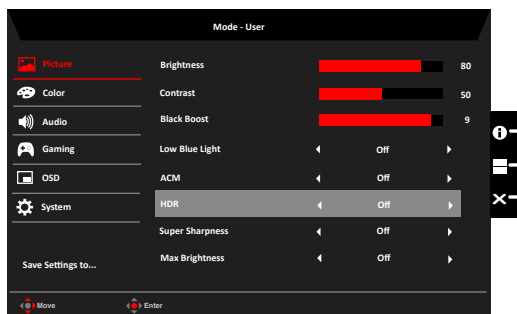 Mode - User
Picture
Color
Audio
Gaming
OSD
System
Save Settings to...
Brightness 80
Contrast 50
Black Boost 9
Low Blue Light Off
ACM Off
HDR Off
Super Sharpness Off
Max Brightness Off
Move Enter